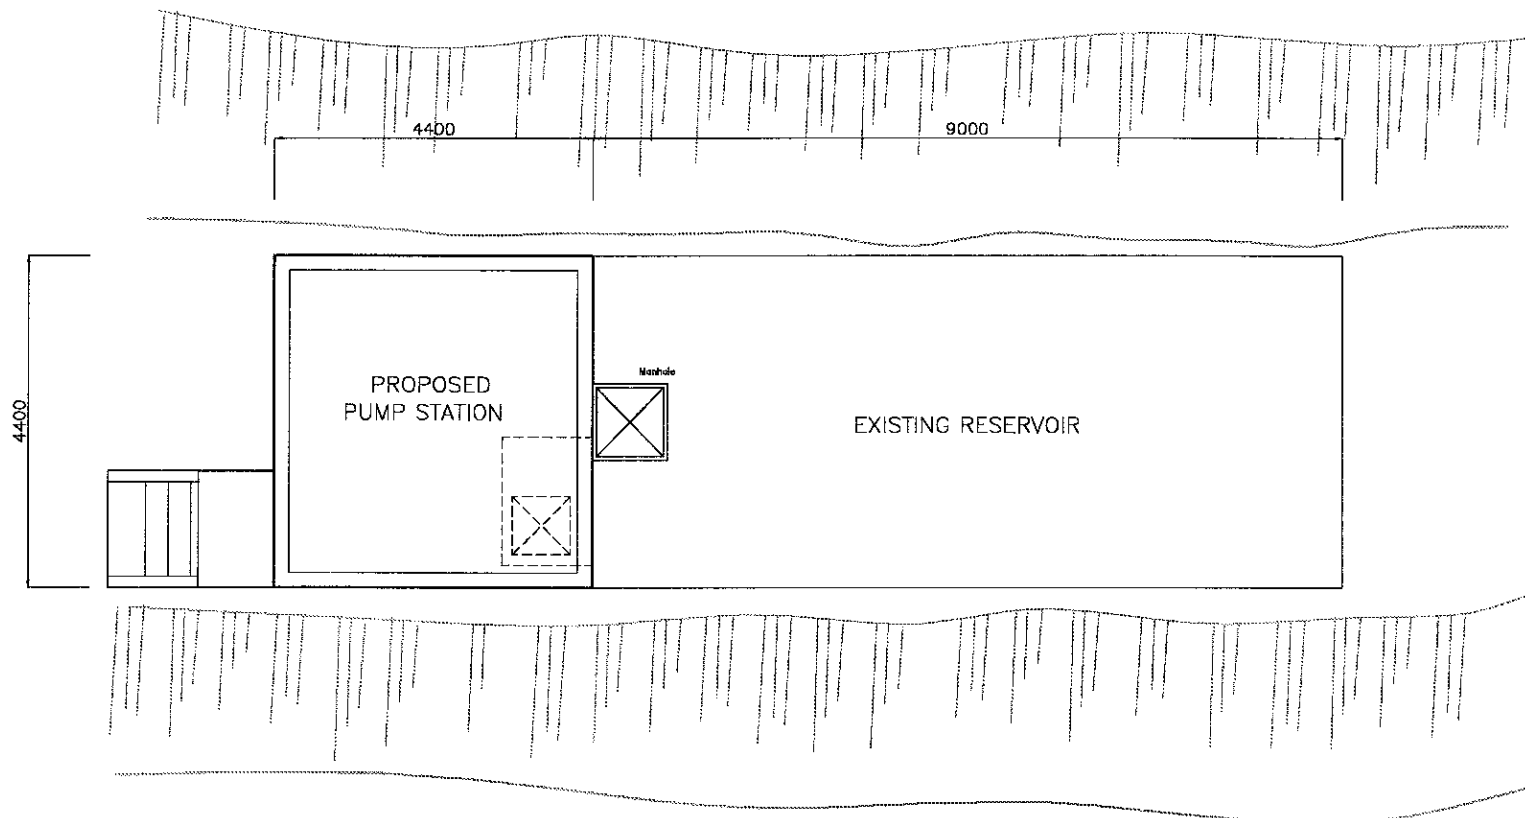 4400
9000
4400
Manhole
PROPOSED
PUMP STATION
EXISTING RESERVOIR